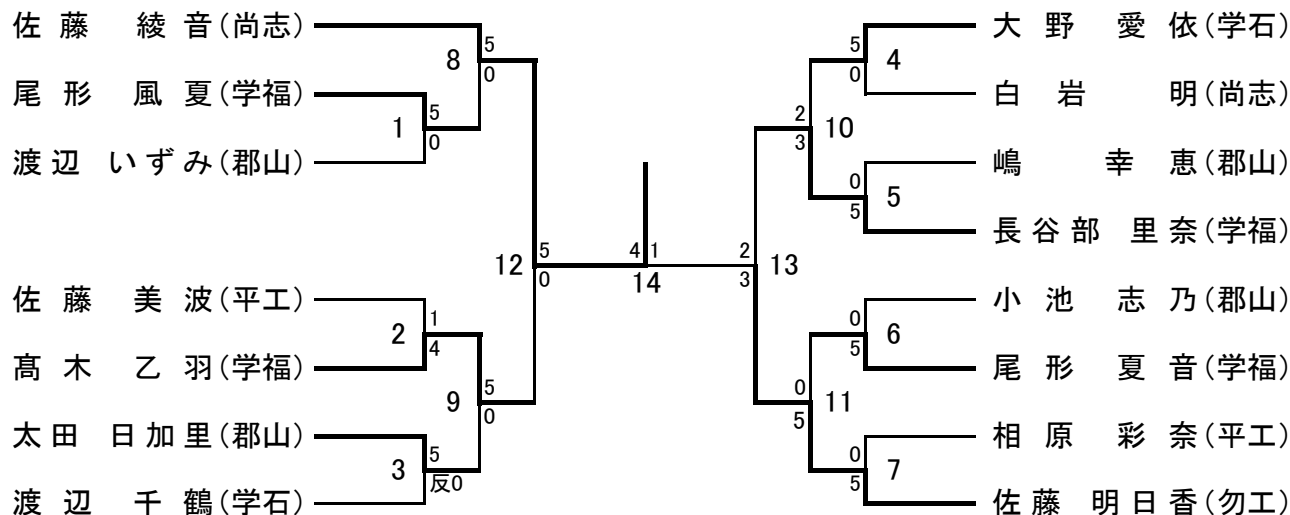 佐藤 綾音(尚志)
5
8
0
尾形 風夏(学福)
5
1
0
渡辺 いずみ(郡山)
12
5
0
佐藤 美波(平工)
1
2
4
髙木 乙羽(学福)
5
9
0
太田 日加里(郡山)
5
3
反0
渡辺 千鶴(学石)
4 1
14
大野 愛依(学石)
5
4
0
白岩 明(尚志)
2
10
3
嶋 幸恵(郡山)
0
5
5
長谷部 里奈(学福)
2
13
3
小池 志乃(郡山)
0
6
5
尾形 夏音(学福)
0
11
5
相原 彩奈(平工)
0
7
5
佐藤 明日香(勿工)